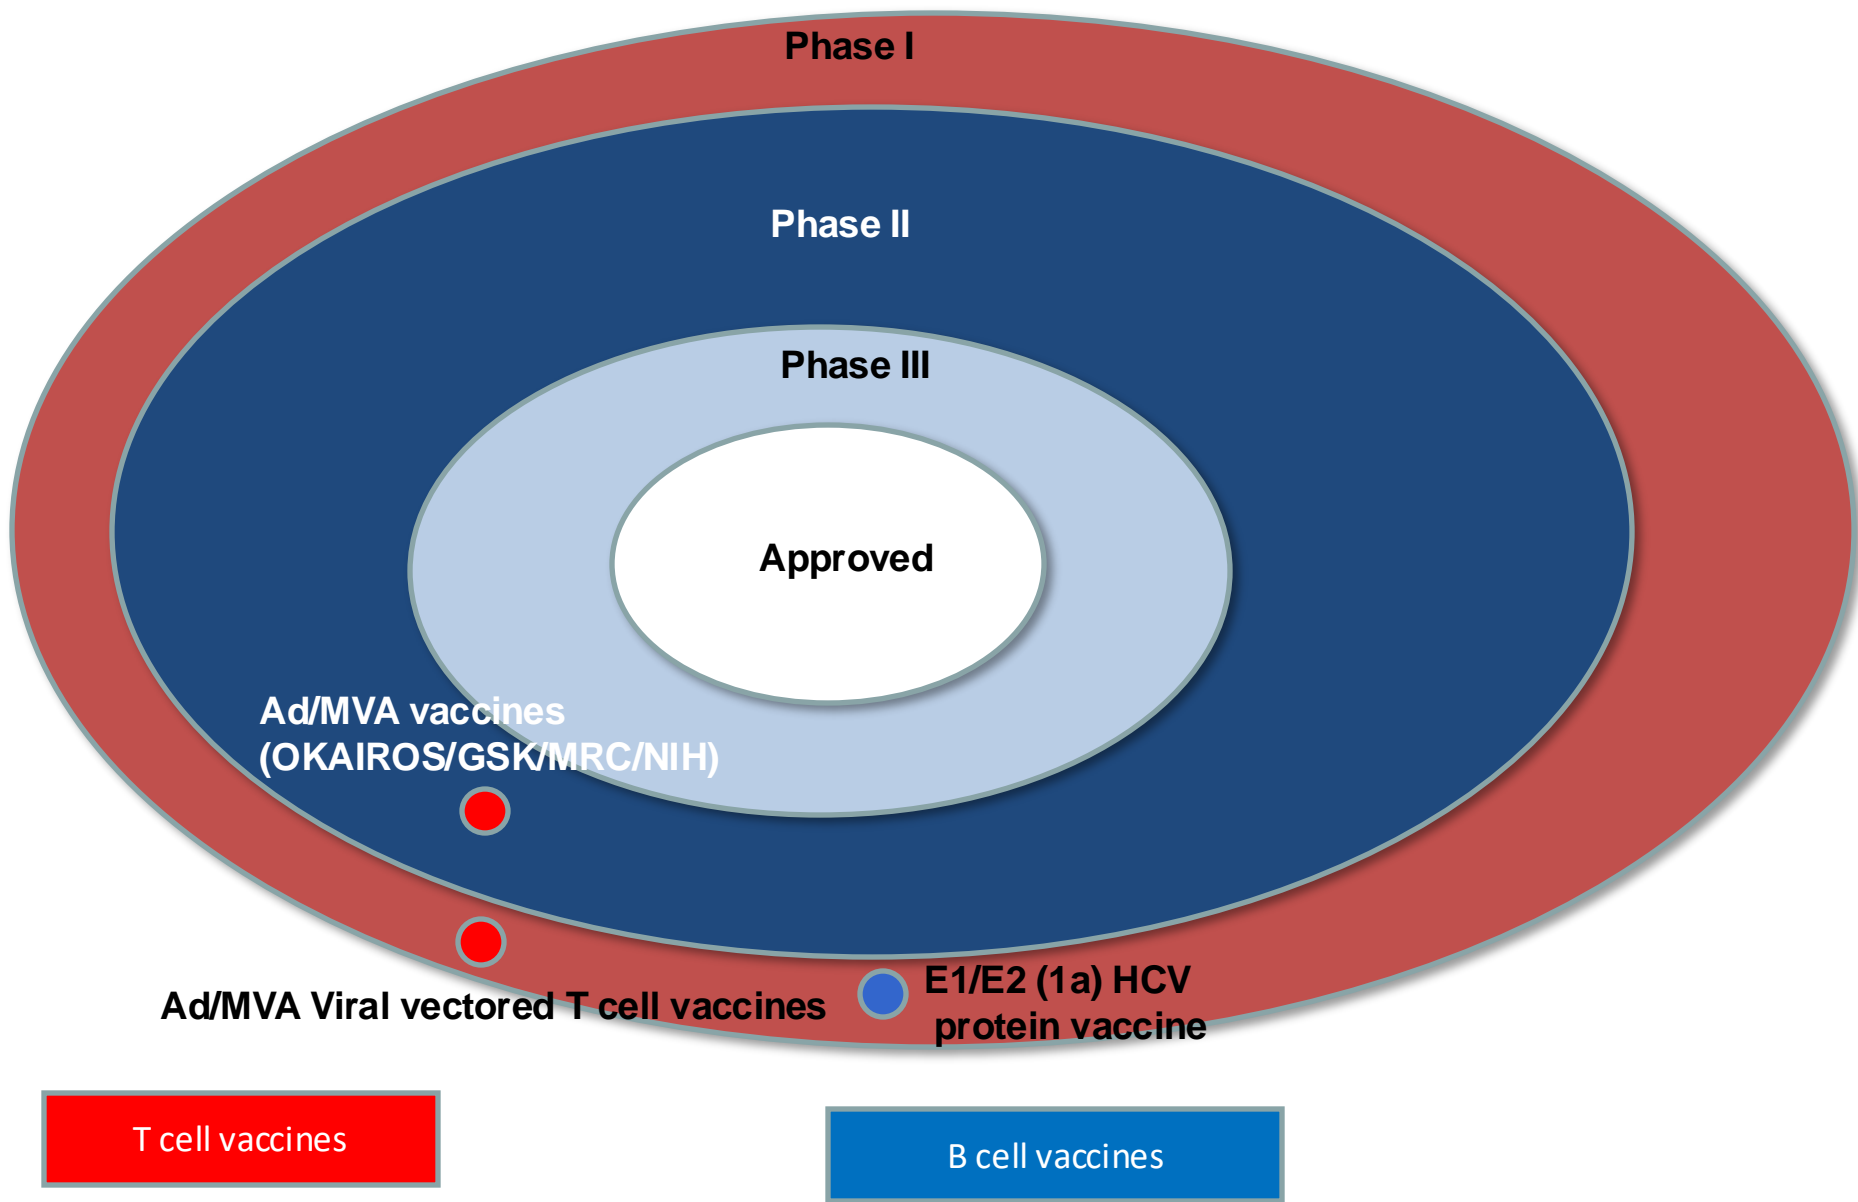 Phase I
Phase II
Phase III
Approved
Ad/MVA vaccines
(OKAIROS/GSK/MRC/NIH)
Ad/MVA Viral vectored T cell vaccines
E1/E2 (1a) HCV
protein vaccine
T cell vaccines
B cell vaccines